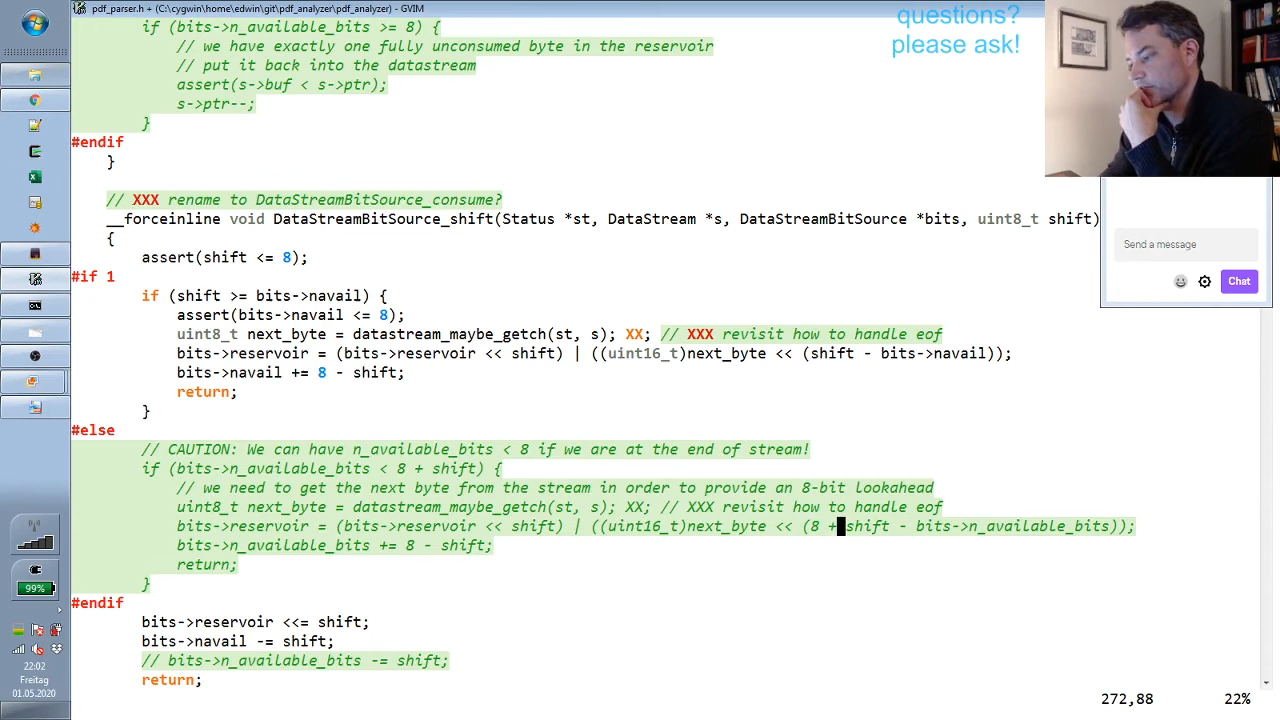 pdf_parser.h + (C:\cygwin\home\edwin\git\pdf_analyzer\pdf_analyzer) - GVIM
questions?
please ask!
if (bits->n_available_bits >= 8) {
// we have exactly one fully unconsumed byte in the reservoir
// put it back into the datastream
assert(s->buf < s->ptr);
s->ptr--;
}
#endif
}
// XXX rename to DataStreamBitSource_consume?
__forceinline void DataStreamBitSource_shift(Status *st, DataStream *s, DataStreamBitSource *bits, uint8_t shift)
{
assert(shift <= 8);
#if 1
if (shift >= bits->navail) {
assert(bits->navail <= 8);
uint8_t next_byte = datastream_maybe_getch(st, s); XX; // XXX revisit how to handle eof
bits->reservoir = (bits->reservoir << shift) | ((uint16_t)next_byte << (shift - bits->navail));
bits->navail += 8 - shift;
return;
}
#else
// CAUTION: We can have n_available_bits < 8 if we are at the end of stream!
if (bits->n_available_bits < 8 + shift) {
// we need to get the next byte from the stream in order to provide an 8-bit lookahead
uint8_t next_byte = datastream_maybe_getch(st, s); XX; // XXX revisit how to handle eof
bits->reservoir = (bits->reservoir << shift) | ((uint16_t)next_byte << (8 + shift - bits->n_available_bits));
bits->n_available_bits += 8 - shift;
return;
}
#endif
bits->reservoir <<= shift;
bits->navail -= shift;
// bits->n_available_bits -= shift;
return;
272,88 22%
Send a message
Chat
99%
22:02
Freitag
01.05.2020